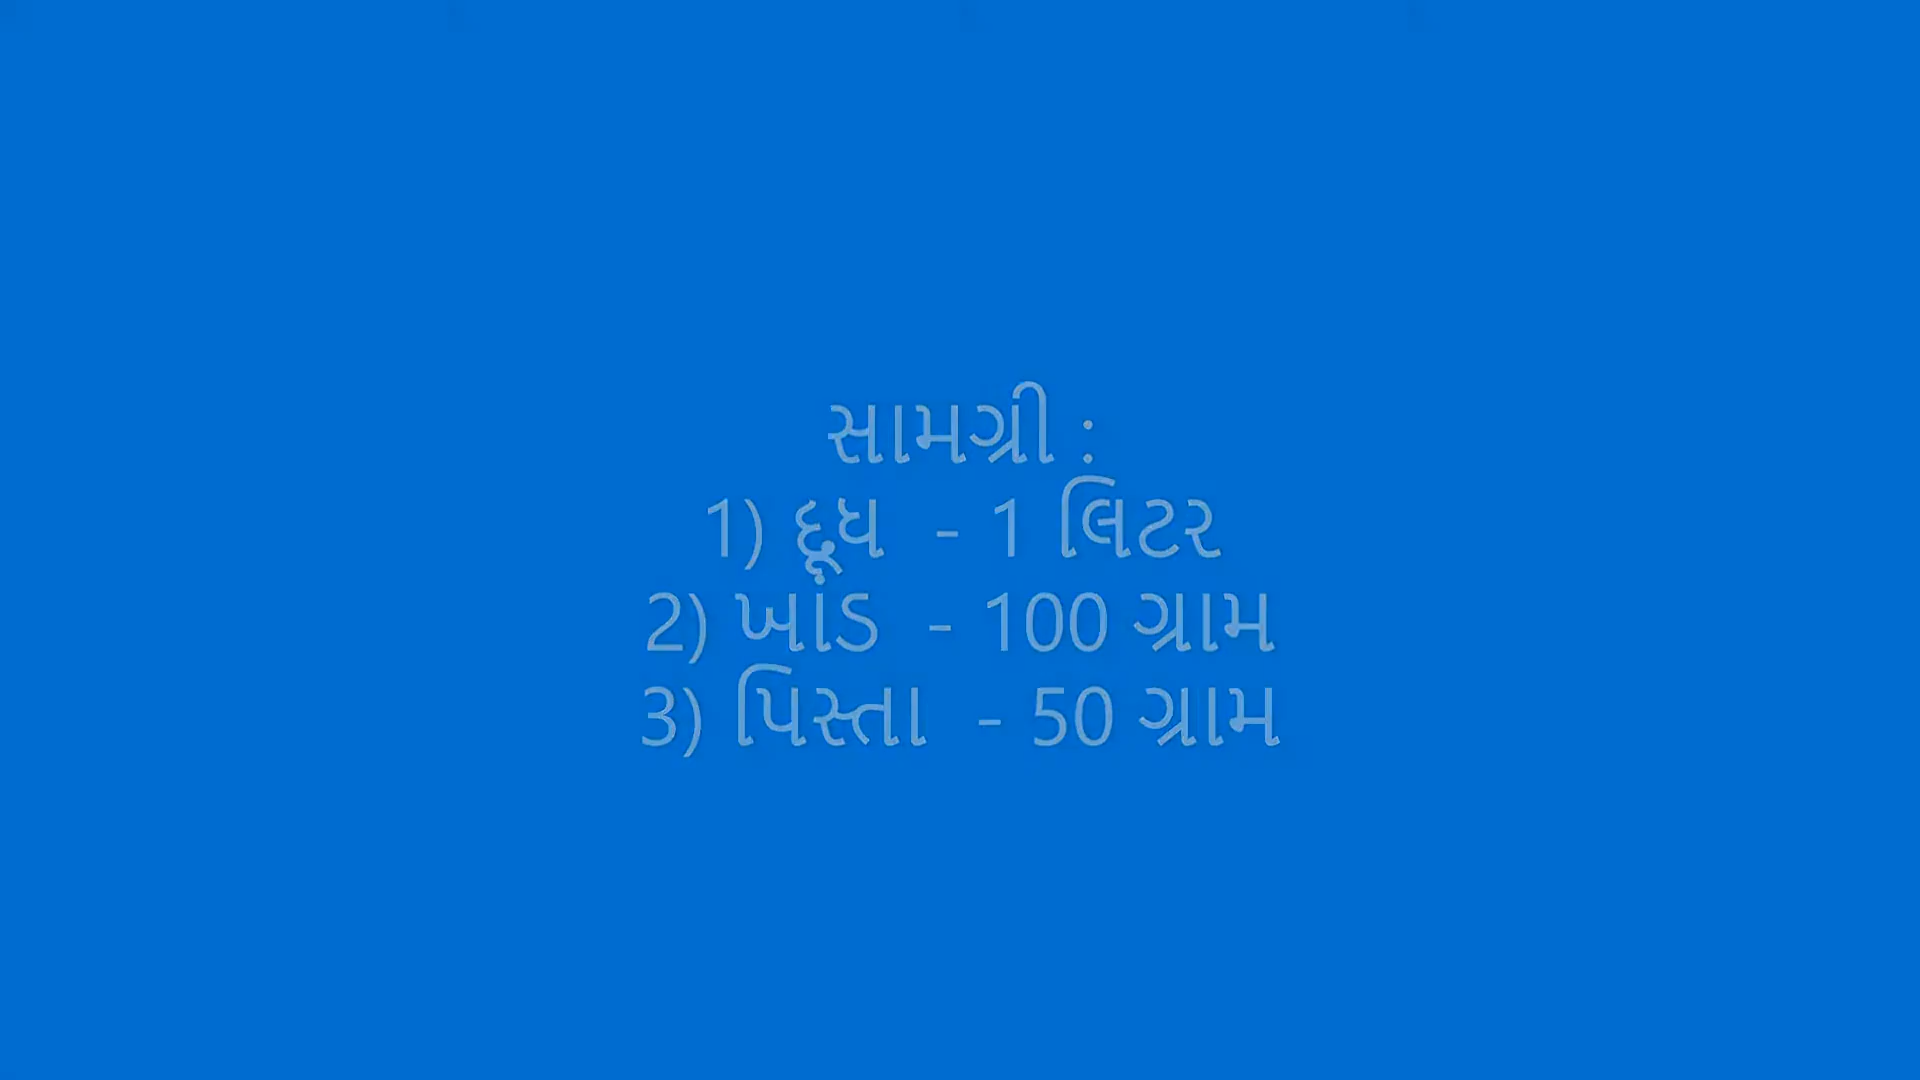 સામગ્રી :
1) દૂધ - 1 લિટર
2) ખાંડ - 100 ગ્રામ
3) પિસ્તા - 50 ગ્રામ